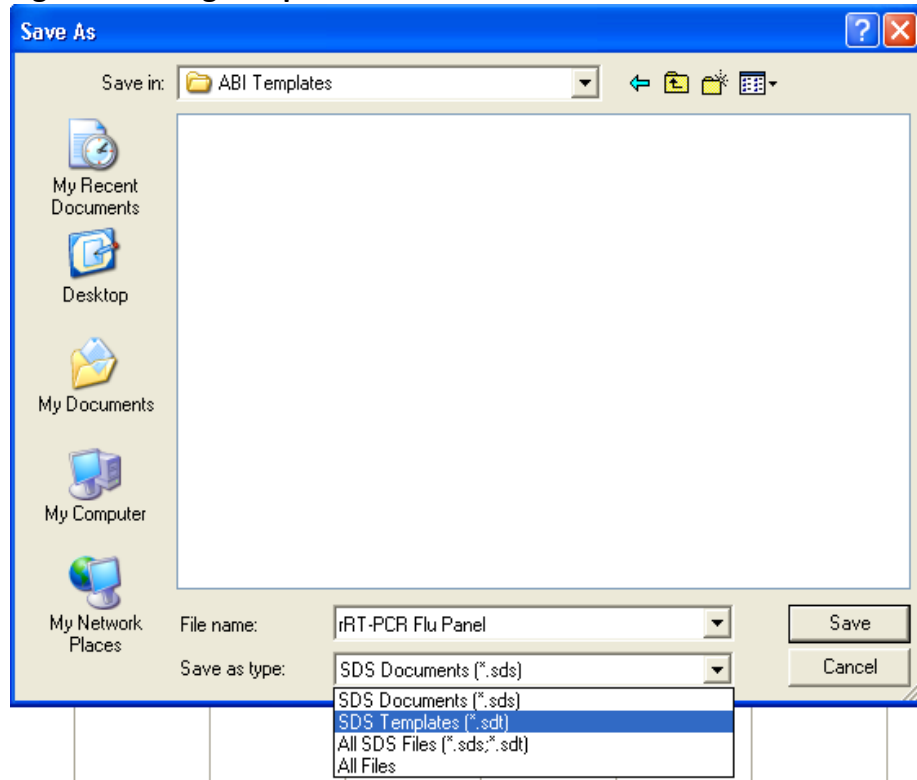 Save As
Save in: ABI Templates
My Recent
Documents
Desktop
My Documents
My Computer
My Network
Places
File name: rRT-PCR Flu Panel Save
Save as type: SDS Documents (*.sds) Cancel
SDS Documents (*.sds)
SDS Templates (*.sdt)
All SDS Files (*.sds;*.sdt)
All Files